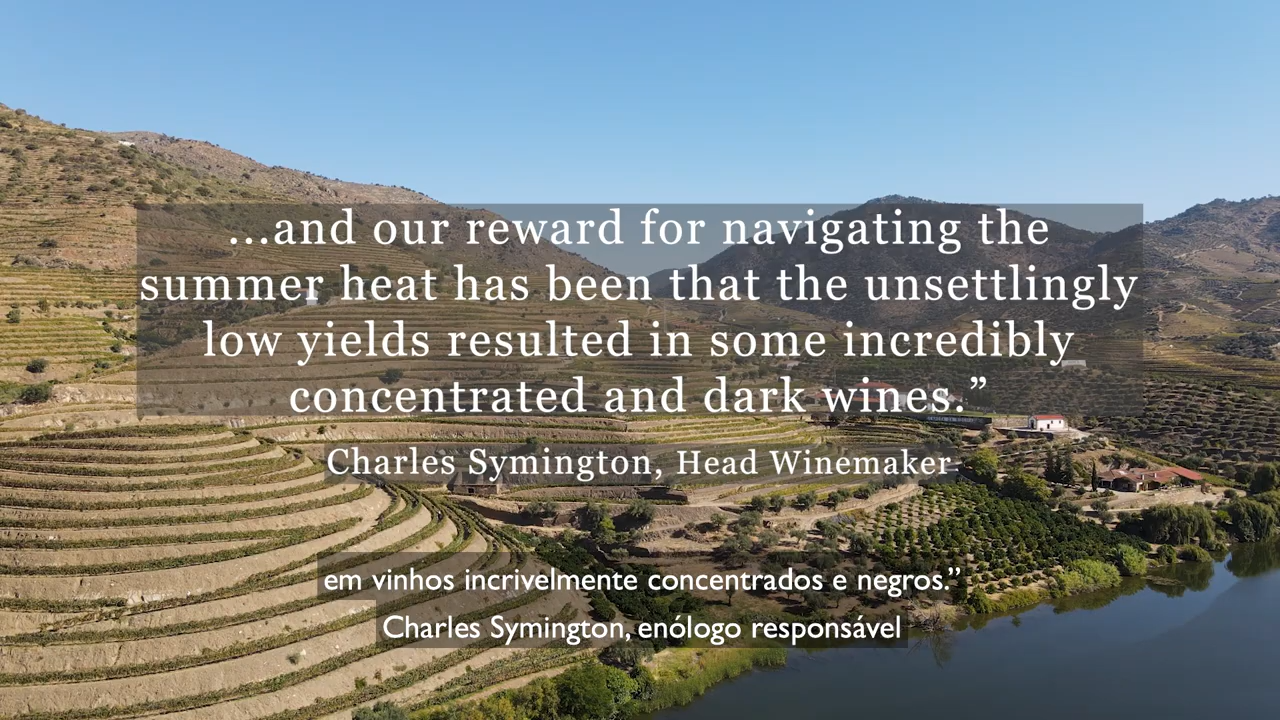 ...and our reward for navigating the
summer heat has been that the unsettlingly
low yields resulted in some incredibly
concentrated and dark wines.”
Charles Symington, Head Winemaker
em vinhos incrivelmente concentrados e negros.”
Charles Symington, enólogo responsável